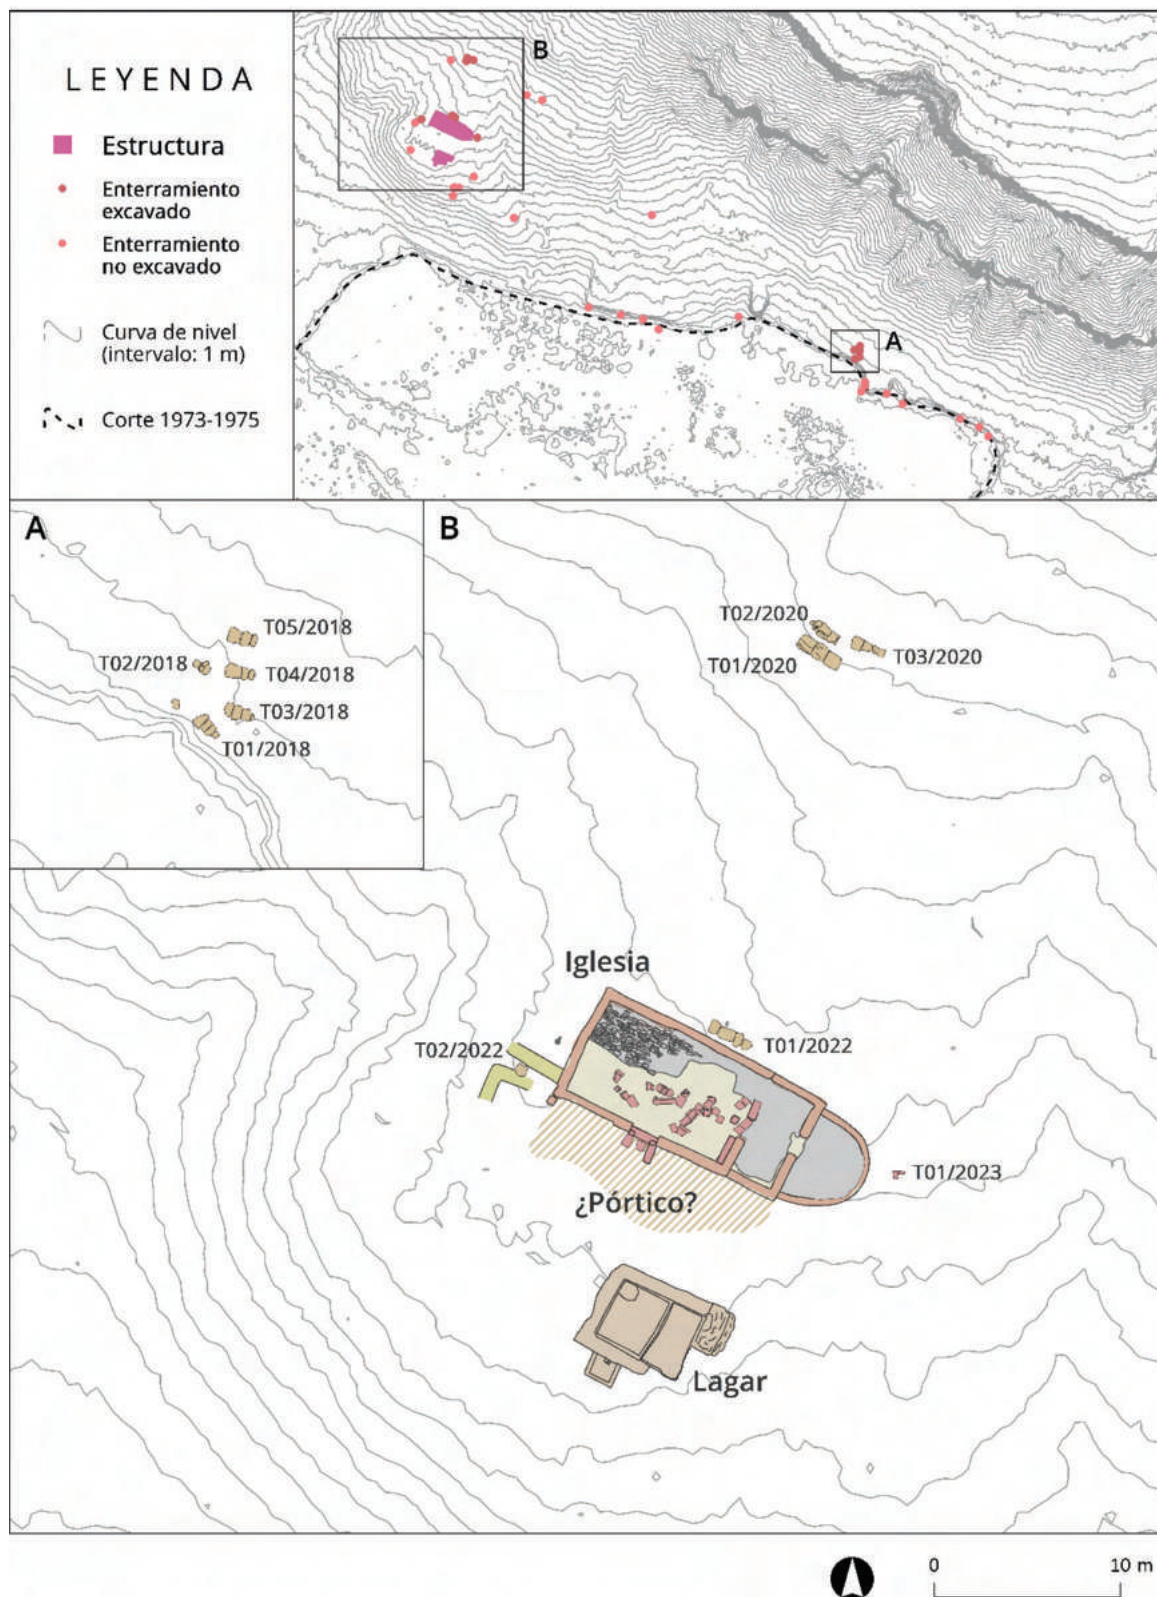 LEYENDA
Estructura
Enterramiento
excavado
Enterramiento
no excavado
Curva de nivel
(intervalo: 1 m)
Corte 1973-1975
B
A
A
T05/2018
T02/2018
T04/2018
T03/2018
T01/2018
B
T02/2020
T01/2020
T03/2020
Iglesia
T02/2022
T01/2022
T01/2023
¿Pórtico?
Lagar
0
10 m